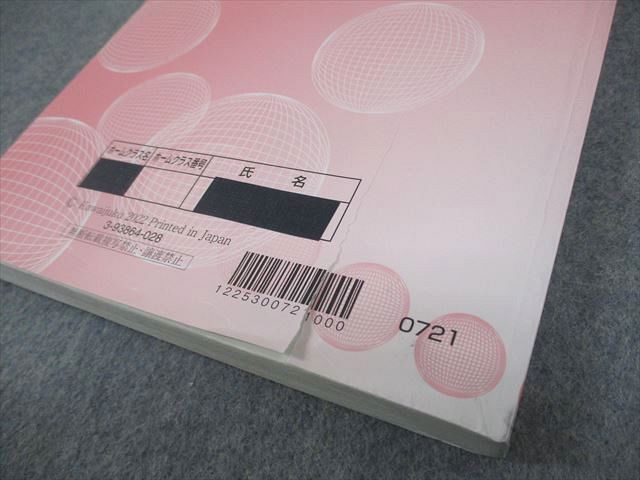 ホームクラス名 ホームクラス番号 氏 名
© Kawaijuku 2022 Printed in Japan
3-93864-028
無断転載複写禁止・譲渡禁止
1225300721000
0721